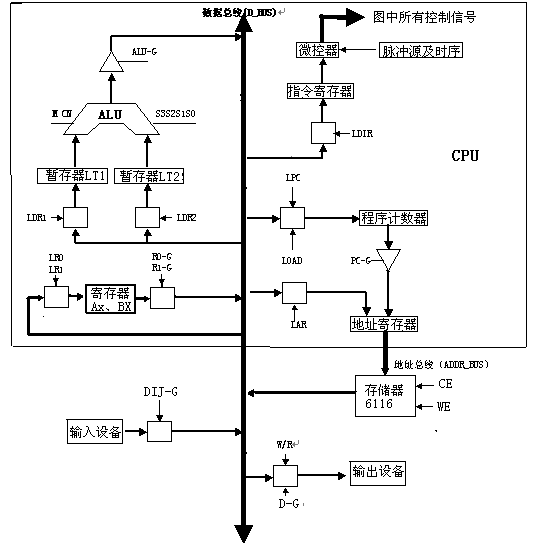 数据总线(D_BUS)
图中所有控制信号
ALU-G
微控器
脉冲源及时序
指令寄存器
M CN
ALU
S3S2S1S0
LDIR
CPU
暂存器LT1
暂存器LT2
LPC
LDR1
LDR2
程序计数器
LOAD
PC-G
LR0
LR1
R0-G
R1-G
寄存器
Ax、BX
LAR
地址寄存器
地址总线(ADDR_BUS)
存储器
6116
CE
WE
DIJ-G
输入设备
W/R
输出设备
D-G